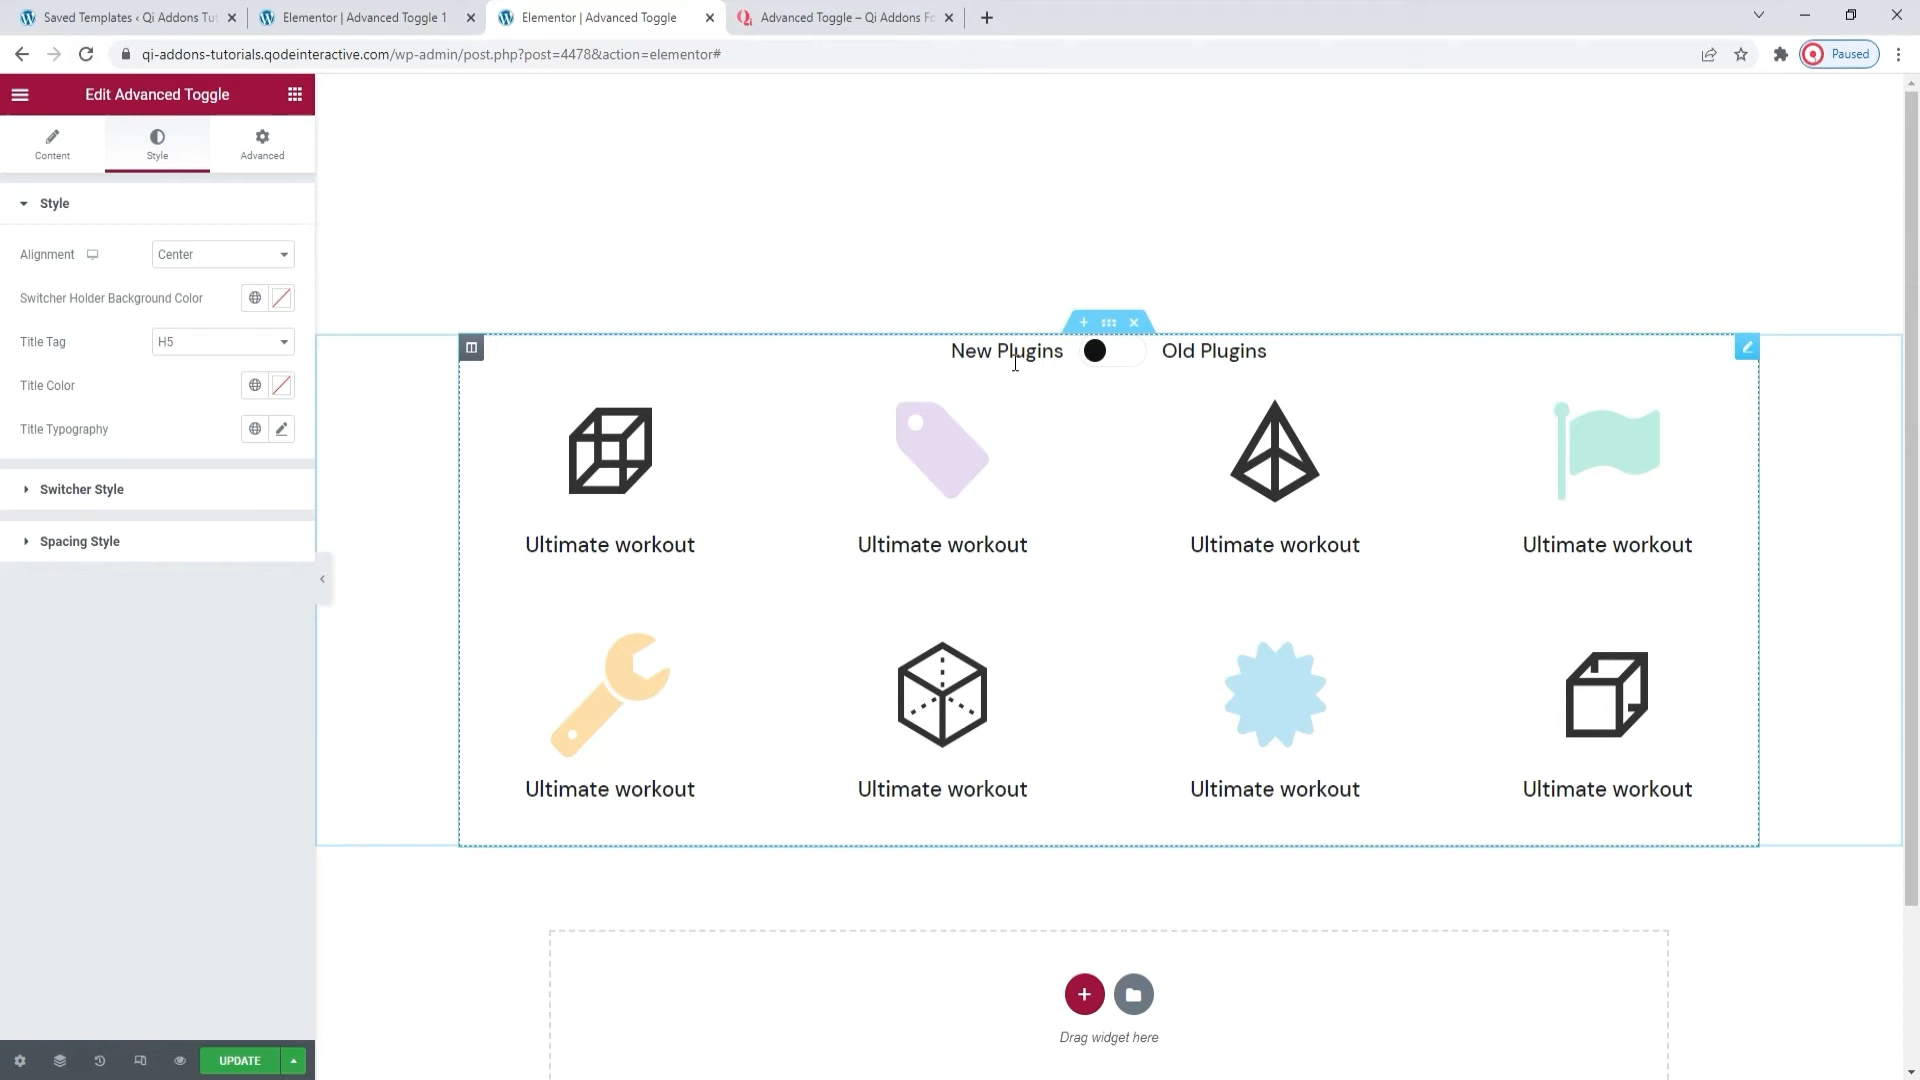 Saved Templates ‹ Qi Addons Tut
Elementor | Advanced Toggle 1
Elementor | Advanced Toggle
Advanced Toggle – Qi Addons Fo
qi-addons-tutorials.qodeinteractive.com/wp-admin/post.php?post=4478&action=elementor#
Paused
Edit Advanced Toggle
Content
Style
Advanced
Style
Alignment
Center
Switcher Holder Background Color
Title Tag
H5
Title Color
Title Typography
Switcher Style
Spacing Style
UPDATE
New Plugins
Old Plugins
Ultimate workout
Ultimate workout
Ultimate workout
Ultimate workout
Ultimate workout
Ultimate workout
Ultimate workout
Ultimate workout
Drag widget here